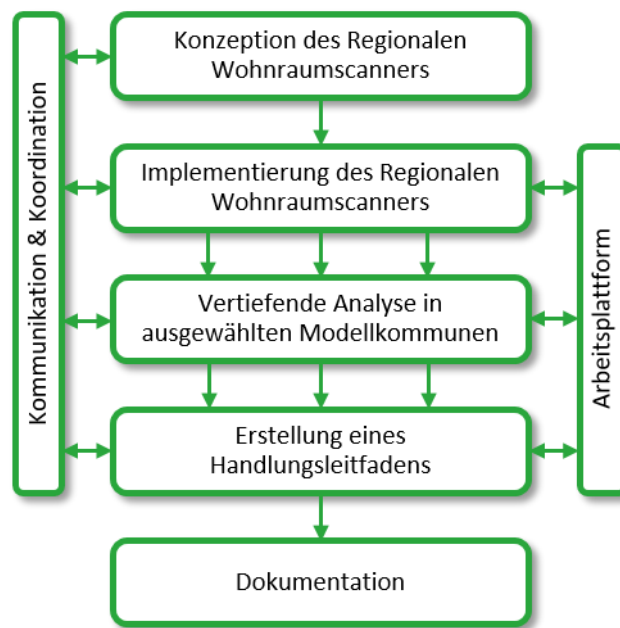 Kommunikation & Koordination
Konzeption des Regionalen
Wohnraumscanners
Implementierung des Regionalen
Wohnraumscanners
Vertiefende Analyse in
ausgewählten Modellkommunen
Erstellung eines
Handlungsleitfadens
Dokumentation
Arbeitsplattform